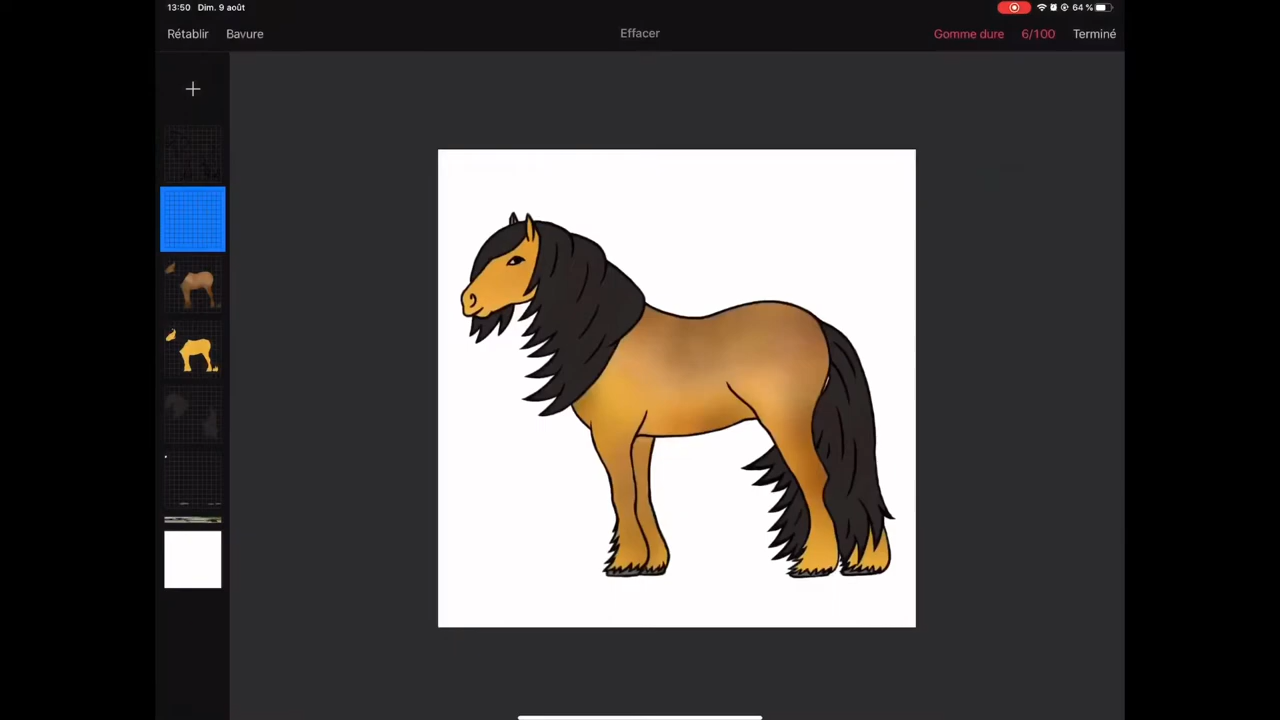 13:50 Dim. 9 août 64 %
Rétablir Bavure Effacer Gomme dure 6/100 Terminé